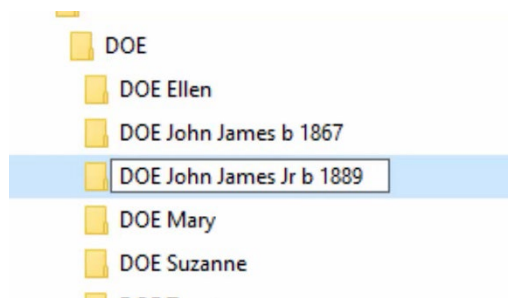 DOE
DOE Ellen
DOE John James b 1867
DOE John James Jr b 1889
DOE Mary
DOE Suzanne